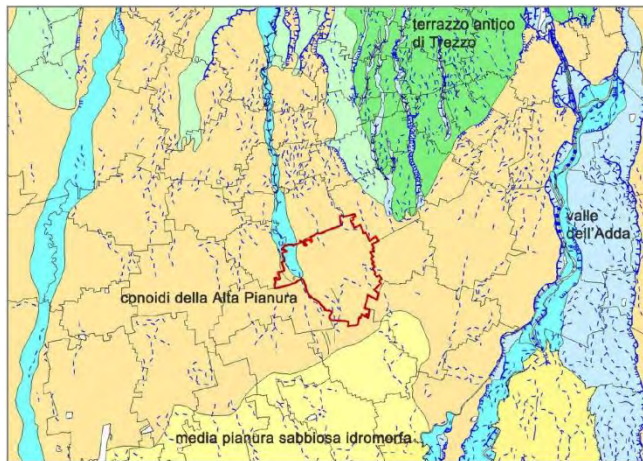 terrazzo antico
di Trezzo
valle
dell'Adda
conoidi della Alta Pianura
media pianura sabbiosa idromorfa